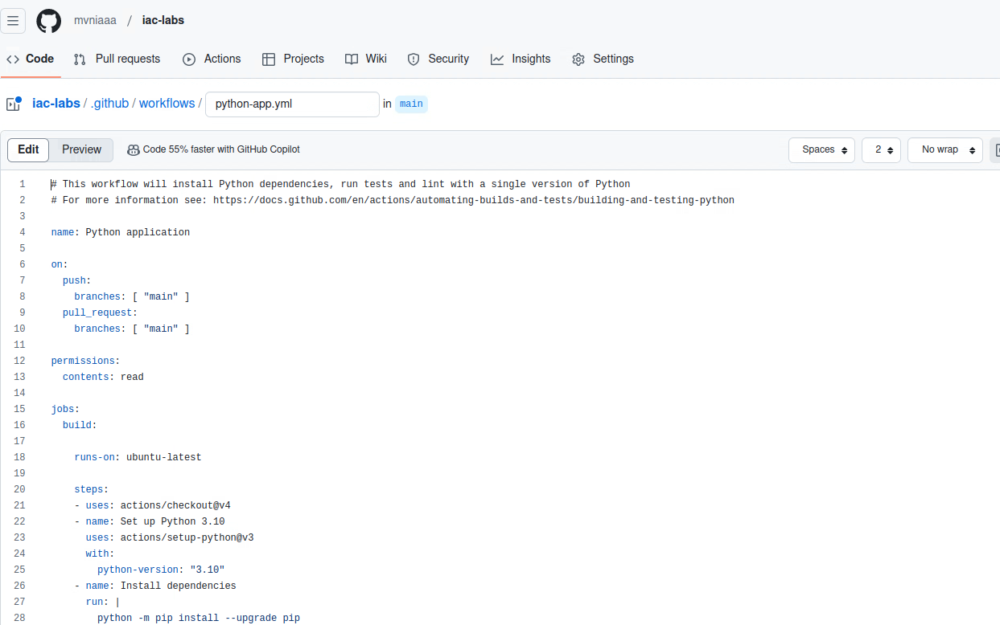 mvniaaa / iac-labs
Code Pull requests Actions Projects Wiki Security Insights Settings
iac-labs / .github / workflows / python-app.yml in main
Edit Preview Code 55% faster with GitHub Copilot Spaces 2 No wrap
1 # This workflow will install Python dependencies, run tests and lint with a single version of Python
2 # For more information see: https://docs.github.com/en/actions/automating-builds-and-tests/building-and-testing-python
3
4 name: Python application
5
6 on:
7   push:
8     branches: [ "main" ]
9   pull_request:
10     branches: [ "main" ]
11
12 permissions:
13   contents: read
14
15 jobs:
16   build:
17
18     runs-on: ubuntu-latest
19
20     steps:
21     - uses: actions/checkout@v4
22     - name: Set up Python 3.10
23       uses: actions/setup-python@v3
24       with:
25         python-version: "3.10"
26     - name: Install dependencies
27       run: |
28         python -m pip install --upgrade pip